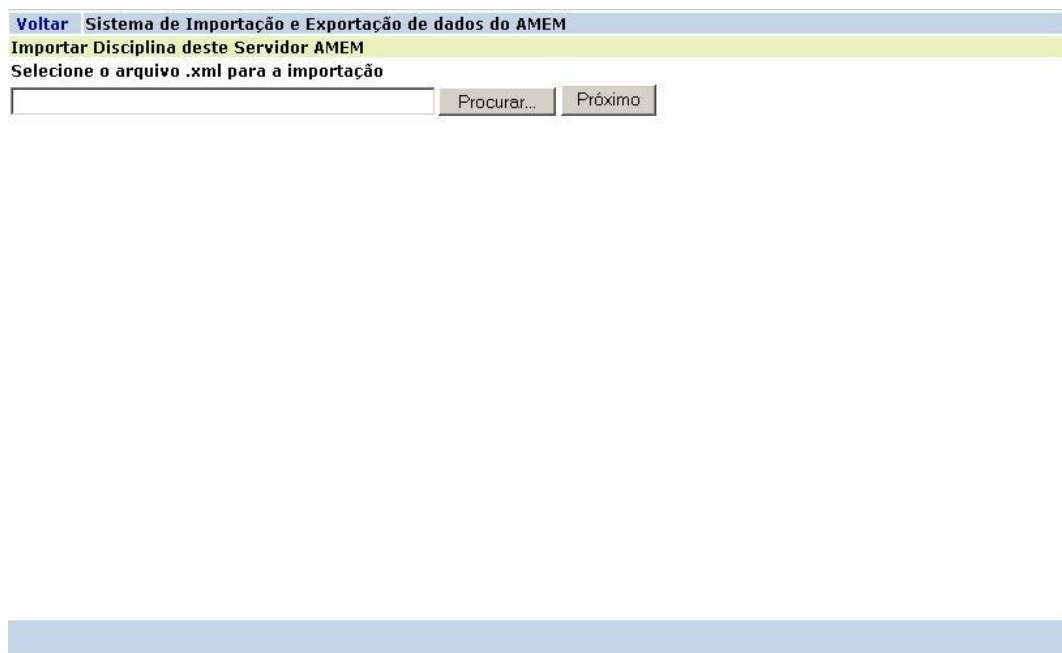 Voltar Sistema de Importação e Exportação de dados do AMEM
Importar Disciplina deste Servidor AMEM
Selecione o arquivo .xml para a importação
Procurar... Próximo